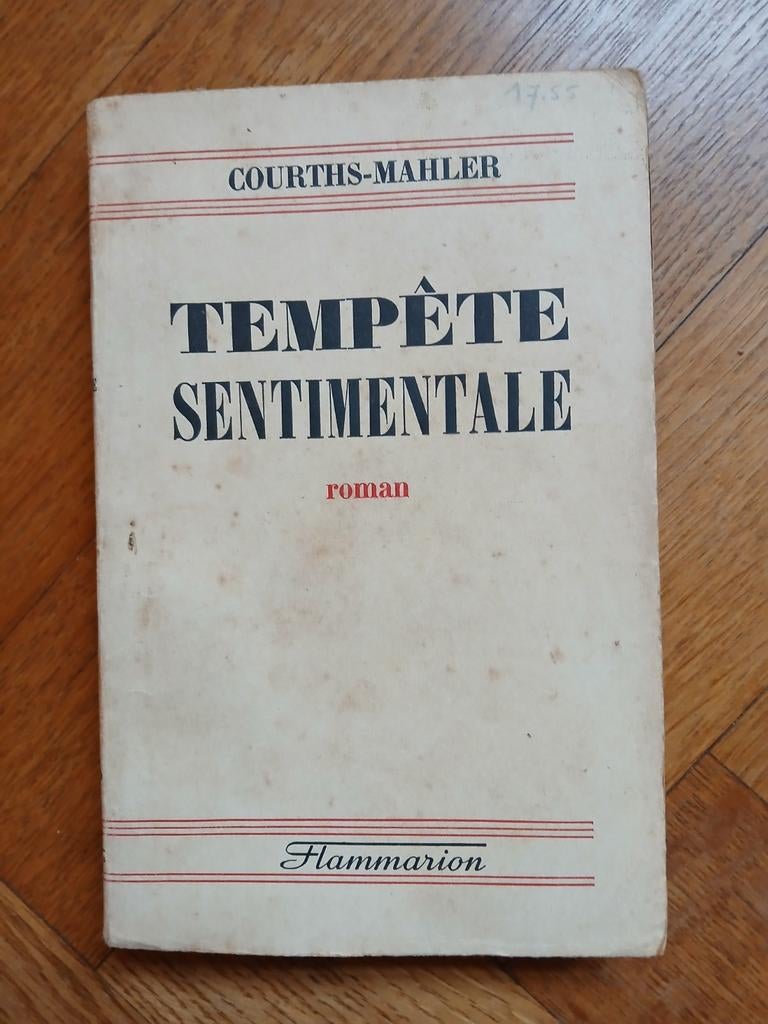 17.55
COURTHS-MAHLER
TEMPÊTE
SENTIMENTALE
roman
Flammarion